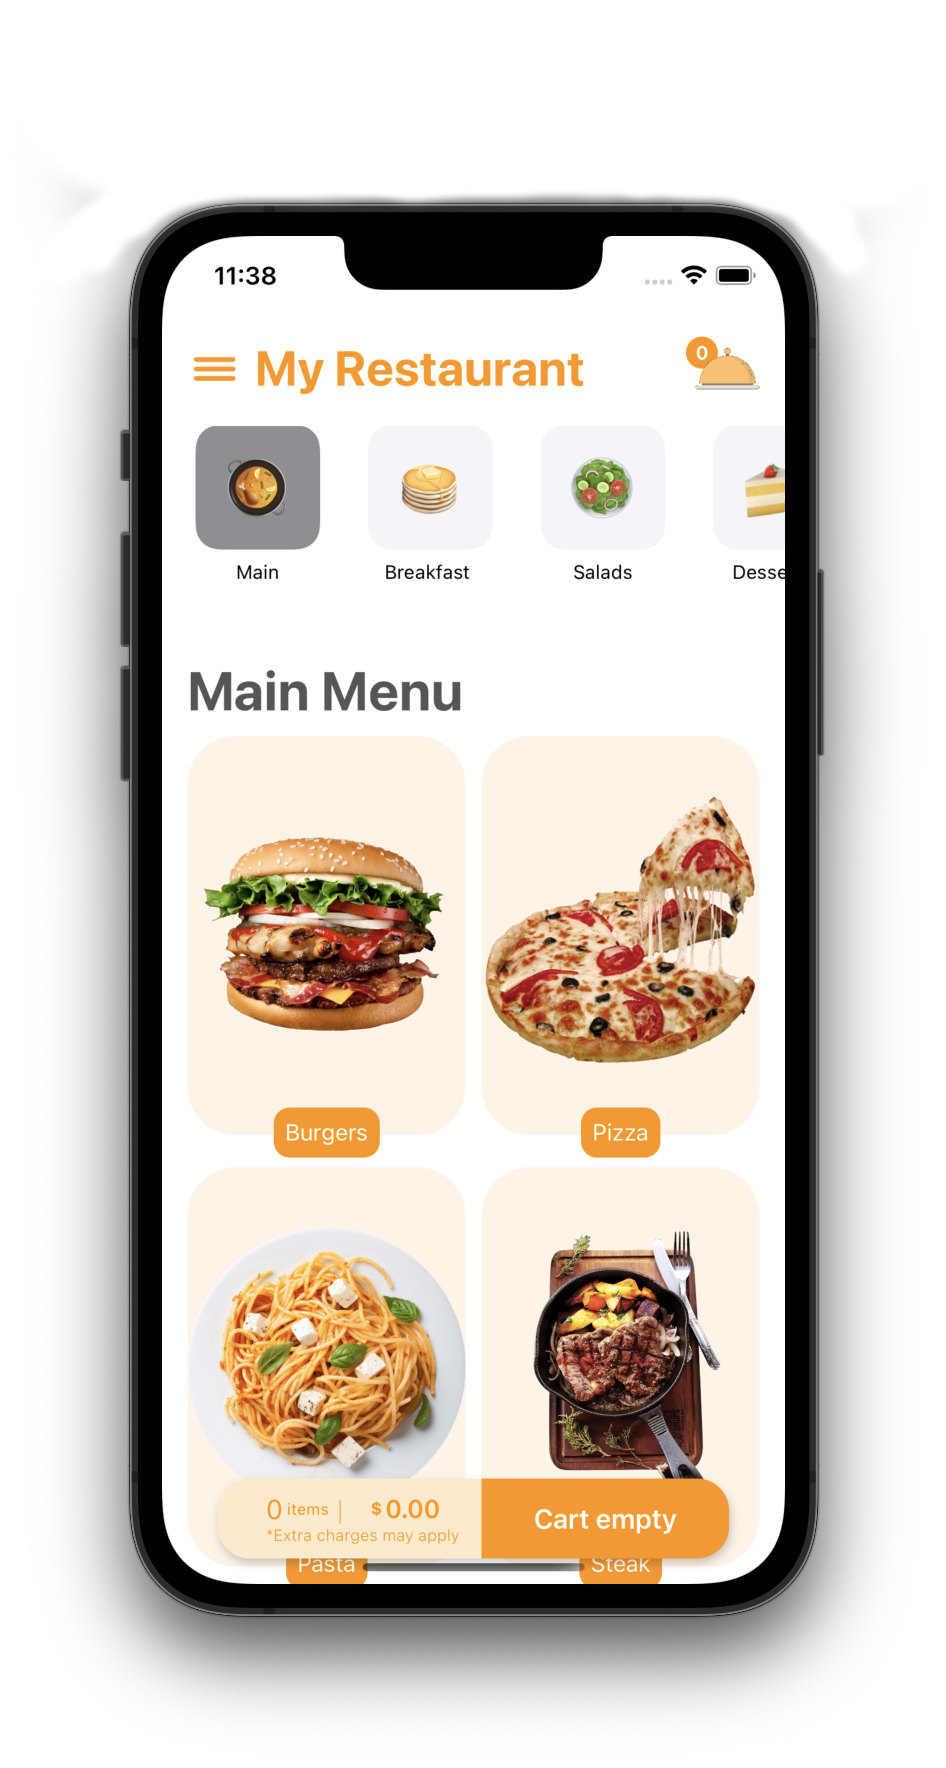 11:38
My Restaurant
0
Main
Breakfast
Salads
Desse
Main Menu
Burgers
Pizza
0 items | $0.00
*Extra charges may apply
Cart empty
Pasta
Steak